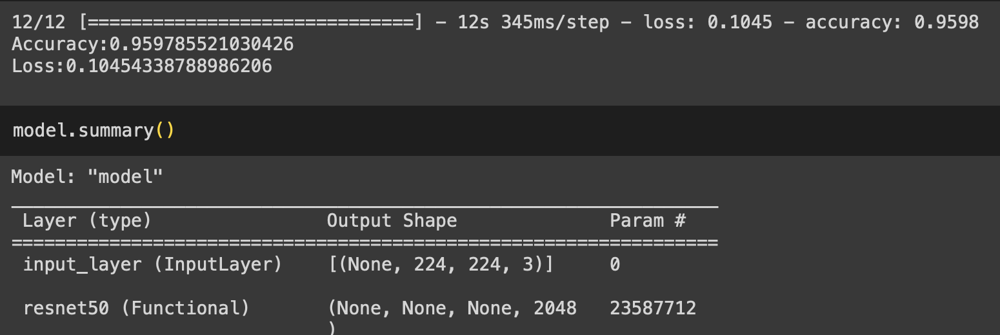 12/12 [==============================] - 12s 345ms/step - loss: 0.1045 - accuracy: 0.9598
Accuracy:0.959785521030426
Loss:0.10454338788986206
model.summary()
Model: "model"
_________________________________________________________________
Layer (type)                Output Shape              Param #
=================================================================
input_layer (InputLayer)    [(None, 224, 224, 3)]     0
resnet50 (Functional)       (None, None, None, 2048   23587712
)